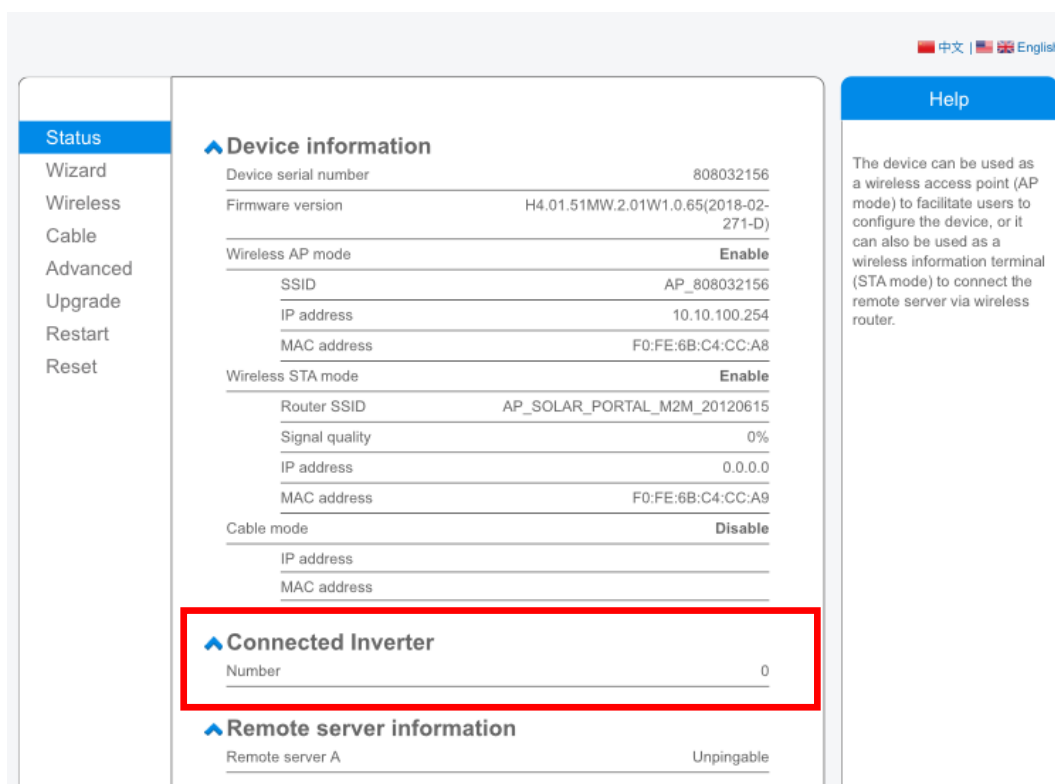 中文 | English
Help
Status
Wizard
Wireless
Cable
Advanced
Upgrade
Restart
Reset
Device information
Device serial number 808032156
Firmware version H4.01.51MW.2.01W1.0.65(2018-02-
271-D)
Wireless AP mode Enable
SSID AP_808032156
IP address 10.10.100.254
MAC address F0:FE:6B:C4:CC:A8
Wireless STA mode Enable
Router SSID AP_SOLAR_PORTAL_M2M_20120615
Signal quality 0%
IP address 0.0.0.0
MAC address F0:FE:6B:C4:CC:A9
Cable mode Disable
IP address
MAC address
Connected Inverter
Number 0
Remote server information
Remote server A Unpingable
The device can be used as
a wireless access point (AP
mode) to facilitate users to
configure the device, or it
can also be used as a
wireless information terminal
(STA mode) to connect the
remote server via wireless
router.